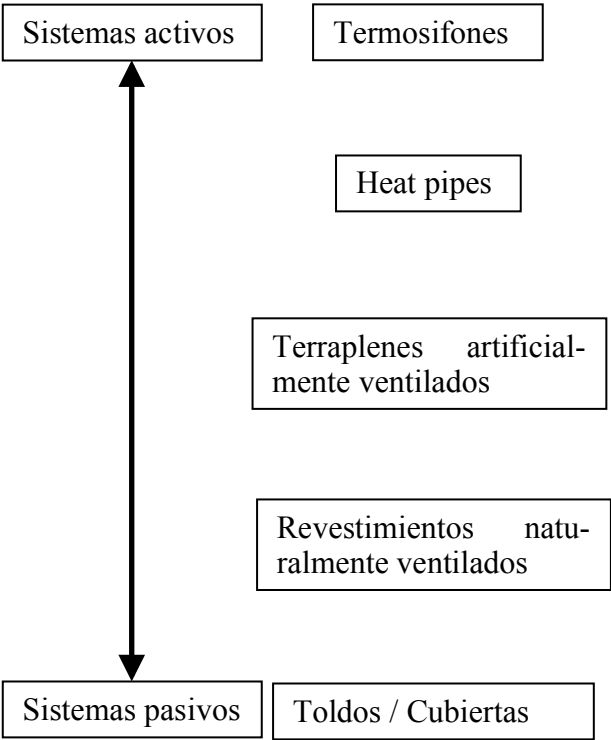 Sistemas activos
Termosifones
Heat pipes
Terraplenes artificial-
mente ventilados
Revestimientos natu-
ralmente ventilados
Sistemas pasivos
Toldos / Cubiertas